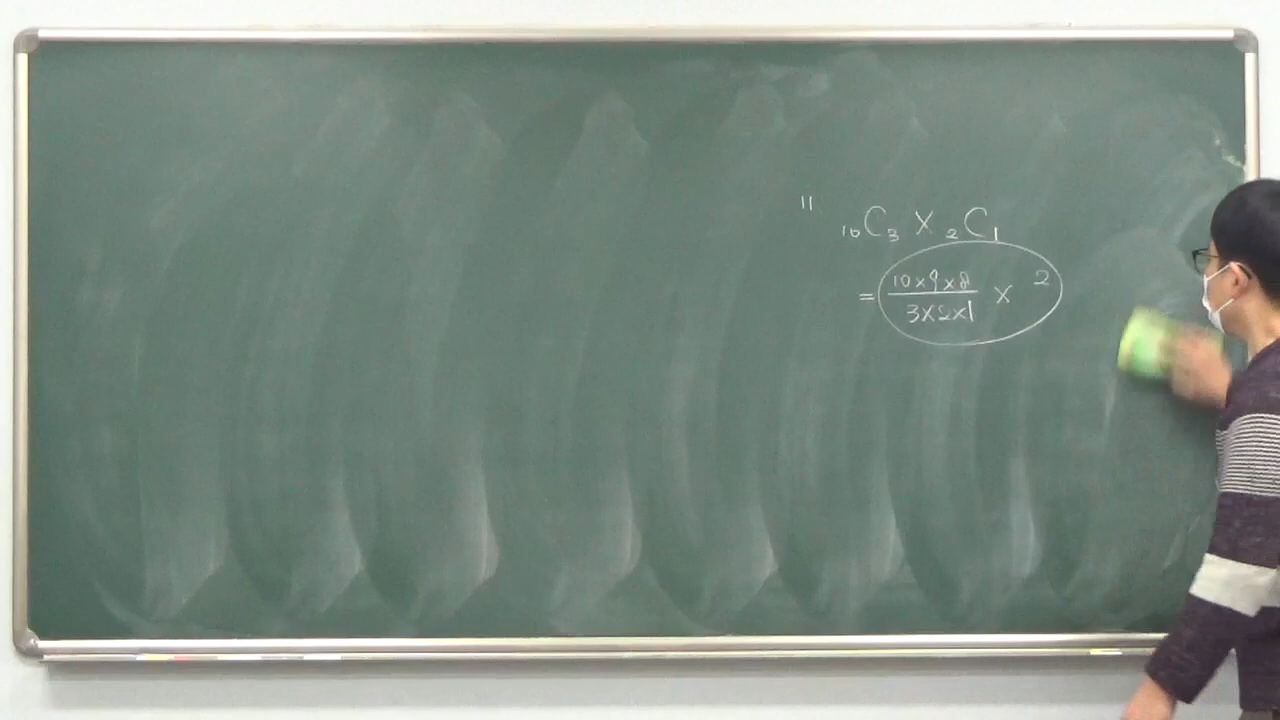 11
₁₀C₃ × ₂C₁
= 10×9×8 / 3×2×1 × 2